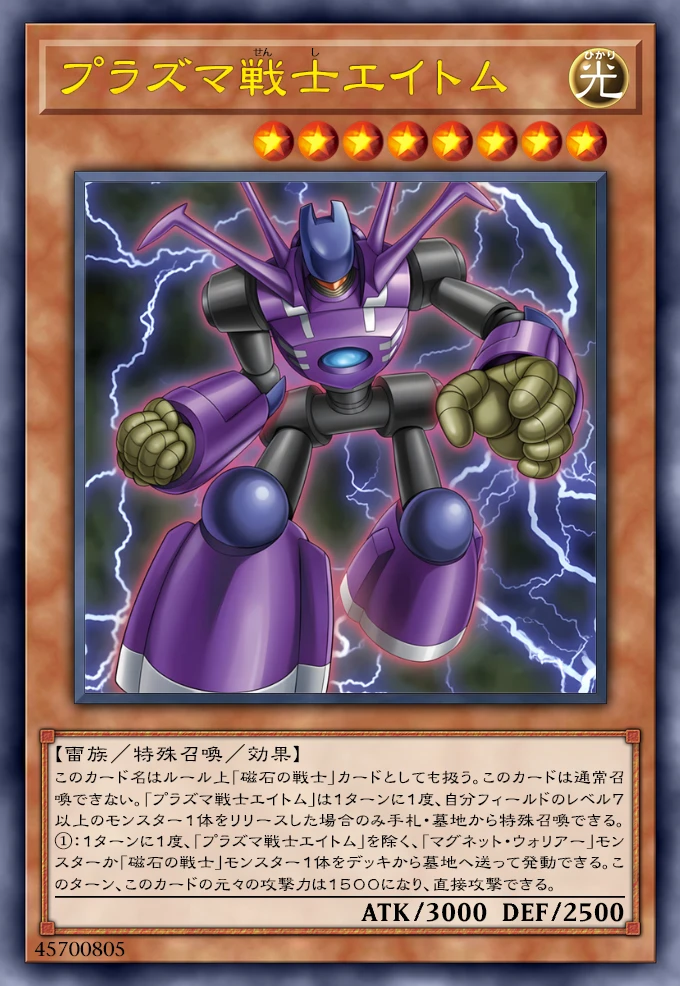 せん し
プラズマ戦士エイトム
ひかり
光
【雷族／特殊召喚／効果】
このカード名はルール上「磁石の戦士」カードとしても扱う。このカードは通常召
喚できない。「プラズマ戦士エイトム」は1ターンに1度、自分フィールドのレベル7
以上のモンスター1体をリリースした場合のみ手札・墓地から特殊召喚できる。
①：1ターンに1度、「プラズマ戦士エイトム」を除く、「マグネット・ウォリアー」モン
スターか「磁石の戦士」モンスター1体をデッキから墓地へ送って発動できる。こ
のターン、このカードの元々の攻撃力は1500になり、直接攻撃できる。
ATK/3000 DEF/2500
45700805